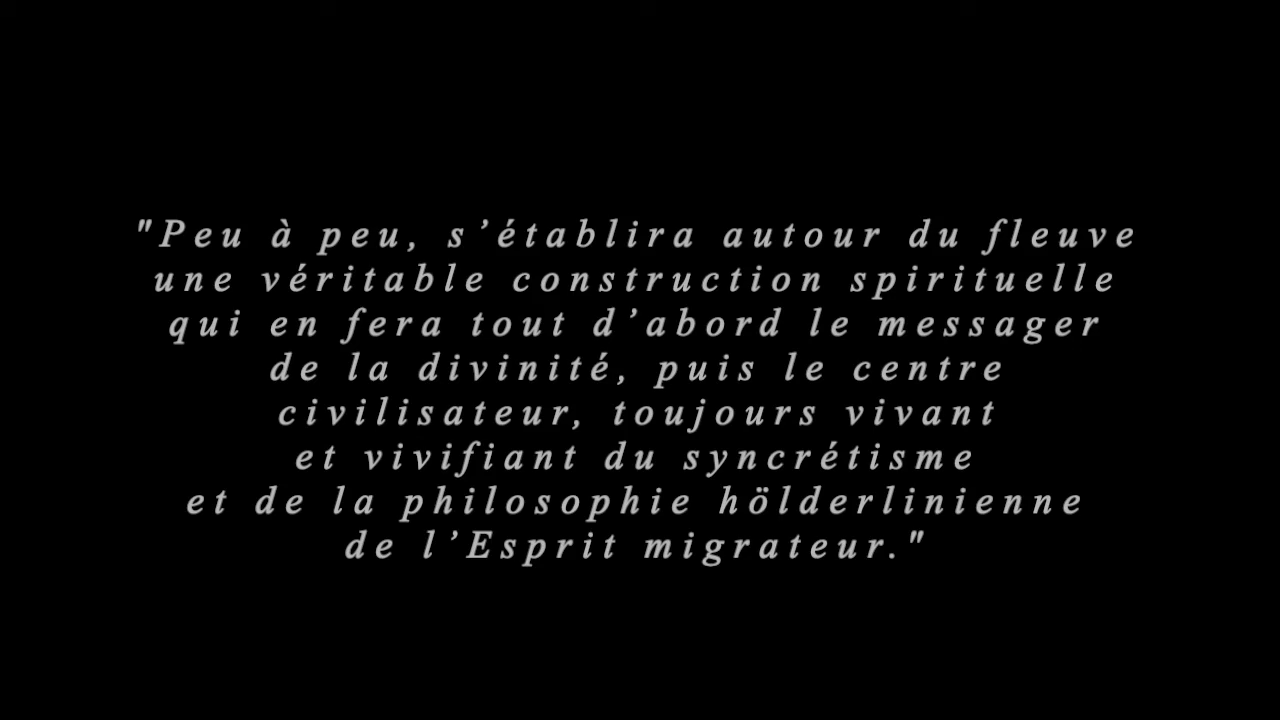 "Peu à peu, s’établira autour du fleuve
une véritable construction spirituelle
qui en fera tout d’abord le messager
de la divinité, puis le centre
civilisateur, toujours vivant
et vivifiant du syncrétisme
et de la philosophie hölderlinienne
de l’Esprit migrateur."